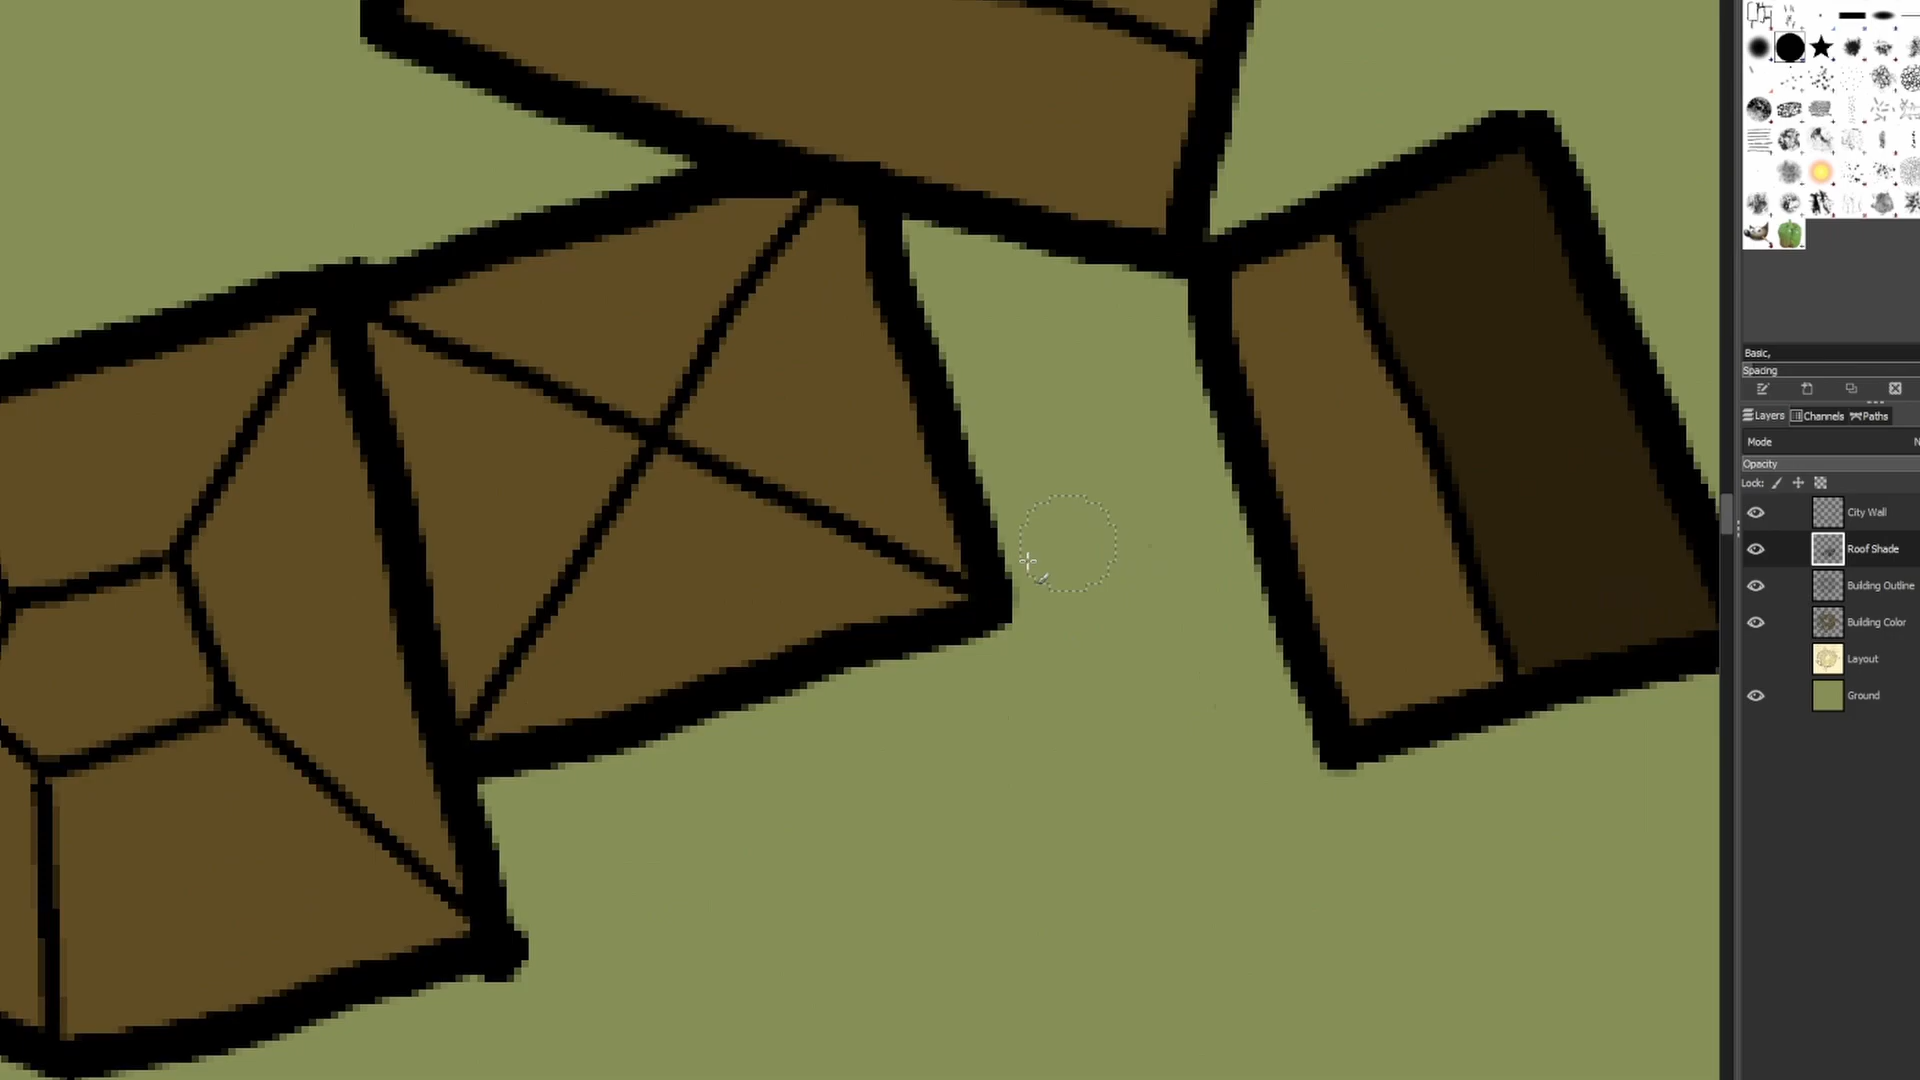 Basic,
Spacing
Layers Channels Paths
Mode N
Opacity
Lock:
City Wall
Roof Shade
Building Outline
Building Color
Layout
Ground